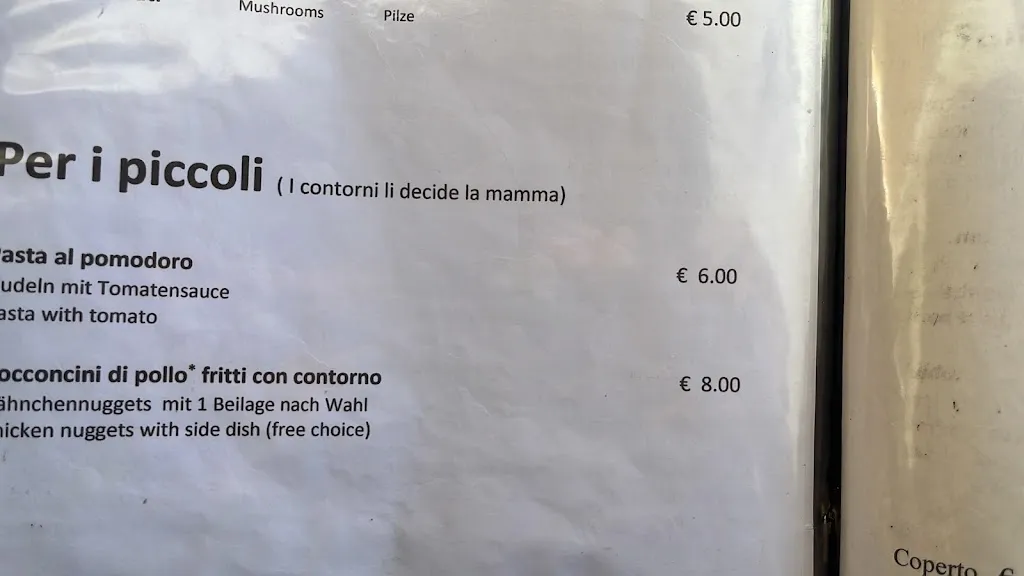 Mushrooms Pilze € 5.00
Per i piccoli ( I contorni li decide la mamma)
Pasta al pomodoro € 6.00
udeln mit Tomatensauce
asta with tomato
occoncini di pollo* fritti con contorno € 8.00
ähnchennuggets mit 1 Beilage nach Wahl
hicken nuggets with side dish (free choice)
Coperto €